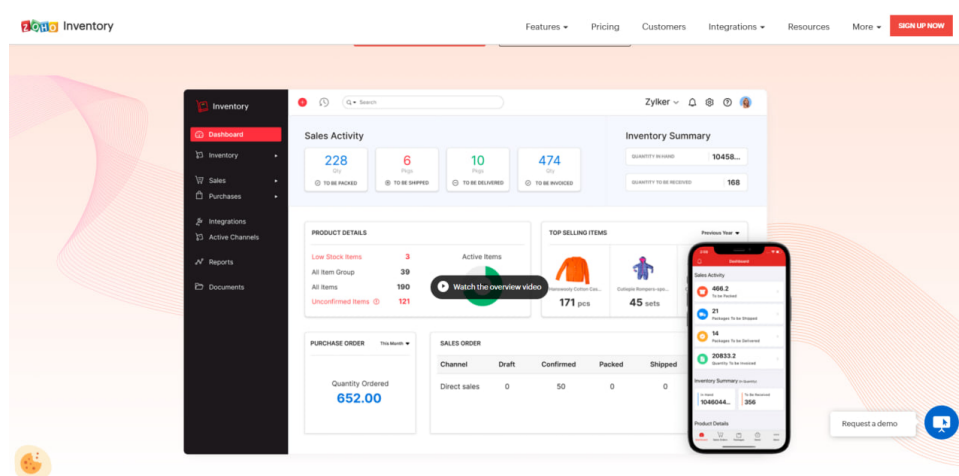 ZOHO Inventory
Features Pricing Customers Integrations Resources More SIGN UP NOW
Inventory
Search
Zylker
Dashboard
Inventory
Sales
Purchases
Integrations
Active Channels
Reports
Documents
Sales Activity
228
Qty
TO BE PACKED
6
Pkgs
TO BE SHIPPED
10
Pkgs
TO BE DELIVERED
474
Qty
TO BE INVOICED
Inventory Summary
QUANTITY IN HAND 10458...
QUANTITY TO BE RECEIVED 168
PRODUCT DETAILS
Low Stock Items 3
All Item Group 39
All Items 190
Unconfirmed Items 121
Active Items
Watch the overview video
TOP SELLING ITEMS
Previous Year
171 pcs
45 sets
PURCHASE ORDER This Month
Quantity Ordered
652.00
SALES ORDER
Channel Draft Confirmed Packed Shipped
Direct sales 0 50 0 0
Dashboard
Sales Activity
466.2
To be Packed
21
Packages To be Shipped
14
Packages To be Delivered
20833.2
Quantity To be Invoiced
Inventory Summary
In Hand
1046044...
To Be Received
356
Product Details
Request a demo